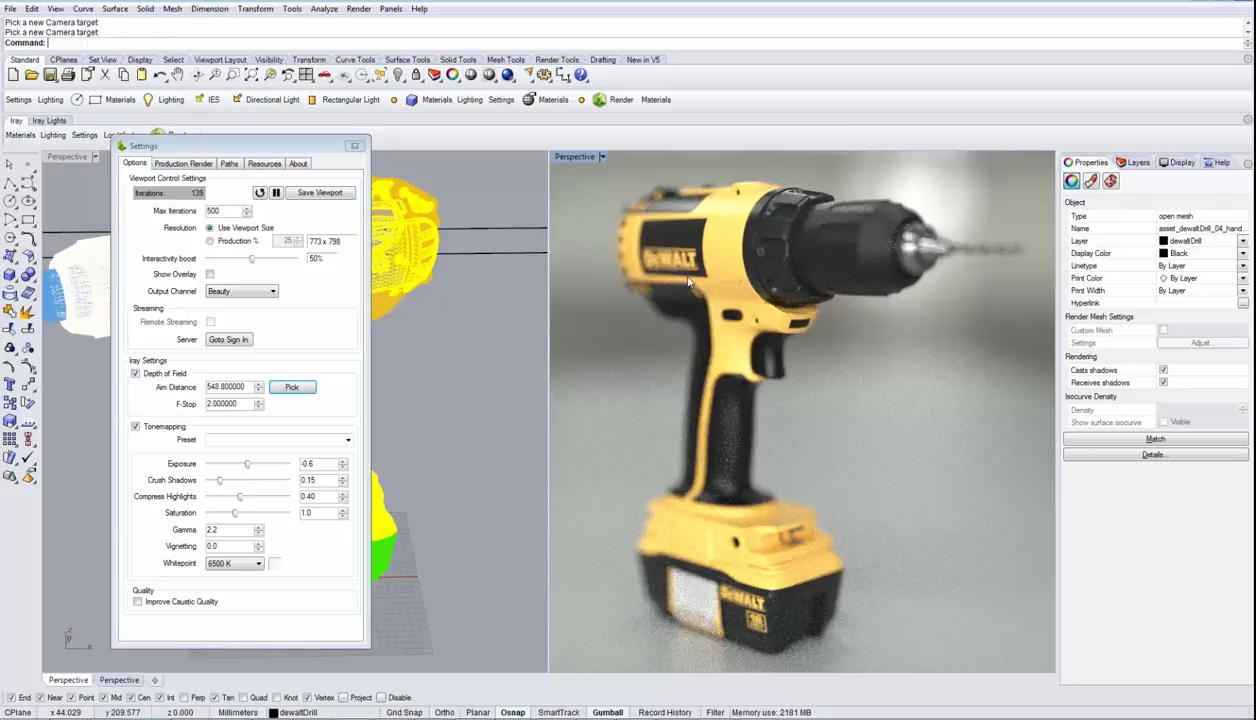 File Edit View Curve Surface Solid Mesh Dimension Transform Tools Analyze Render Panels Help
Pick a new Camera target
Pick a new Camera target
Command:
Standard CPlanes Set View Display Select Viewport Layout Visibility Transform Curve Tools Surface Tools Solid Tools Mesh Tools Render Tools Drafting New in V5
Settings Lighting Materials Lighting IES Directional Light Rectangular Light Materials Lighting Settings Materials Render Materials
Iray Iray Lights
Materials Lighting Settings
Perspective
Settings
Options Production Render Paths Resources About
Viewport Control Settings
Iterations: 139 Save Viewport
Max Iterations 500
Resolution Use Viewport Size
Production % 25 773 x 798
Interactivity boost 50%
Show Overlay
Output Channel Beauty
Streaming
Remote Streaming
Server Goto Sign In
Iray Settings
Depth of Field
Aim Distance 548.800000 Pick
F-Stop 2.000000
Tonemapping
Preset
Exposure -0.6
Crush Shadows 0.15
Compress Highlights 0.40
Saturation 1.0
Gamma 2.2
Vignetting 0.0
Whitepoint 6500 K
Quality
Improve Caustic Quality
z
y
x
Perspective
DEWALT
DEWALT
Properties Layers Display Help
Object
Type open mesh
Name asset_dewaltDrill_04_hand...
Layer dewaltDrill
Display Color Black
Linetype By Layer
Print Color By Layer
Print Width By Layer
Hyperlink ...
Render Mesh Settings
Custom Mesh
Settings Adjust...
Rendering
Casts shadows
Receives shadows
Isocurve Density
Density
Show surface isocurve Visible
Match
Details...
Perspective Perspective
End Near Point Mid Cen Int Perp Tan Quad Knot Vertex Project Disable
CPlane x 44.029 y 209.577 z 0.000 Millimeters dewaltDrill Grid Snap Ortho Planar Osnap SmartTrack Gumball Record History Filter Memory use: 2181 MB